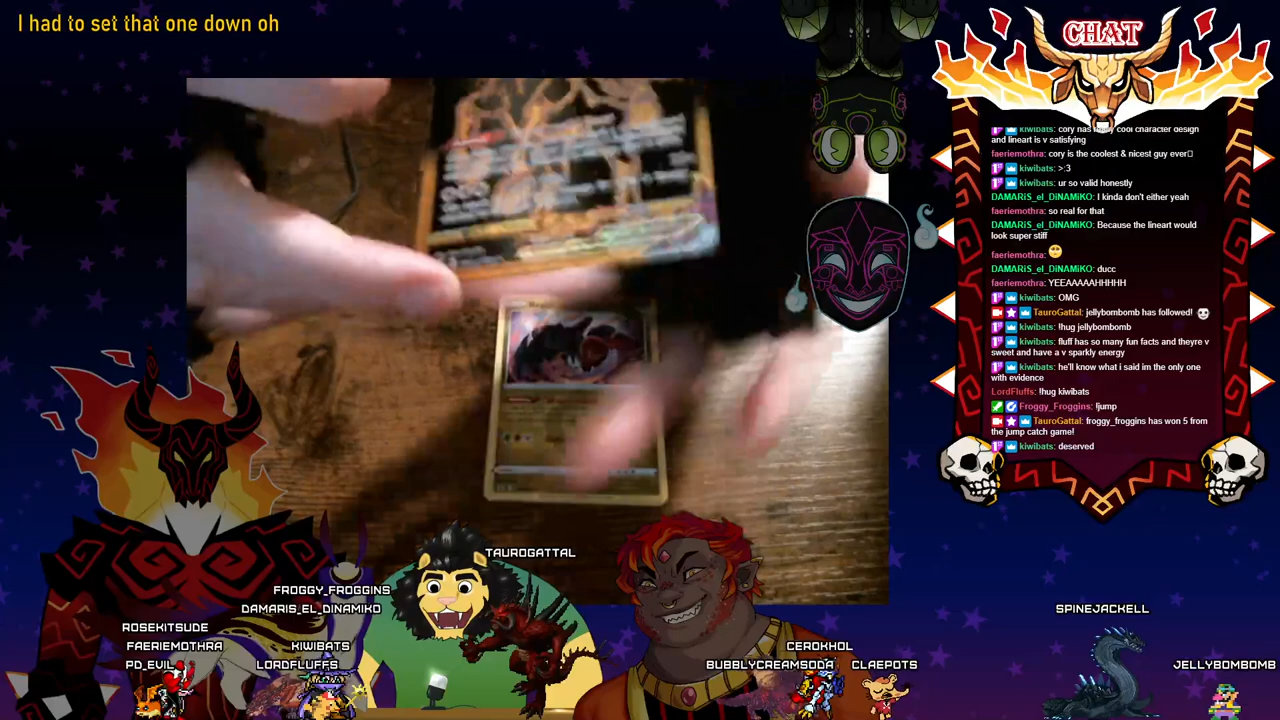 I had to set that one down oh
CHAT
kiwibats: cory has cool character design
and lineart is v satisfying
faeriemothra: cory is the coolest & nicest guy ever
kiwibats: >:3
kiwibats: ur so valid honestly
DAMARiS_el_DiNAMiKO: I kinda don't either yeah
faeriemothra: so real for that
DAMARiS_el_DiNAMiKO: Because the lineart would
look super stiff
faeriemothra:
DAMARiS_el_DiNAMiKO: ducc
faeriemothra: YEEAAAAAHHHHH
kiwibats: OMG
TauroGattal: jellybombomb has followed!
kiwibats: !hug jellybombomb
kiwibats: fluff has so many fun facts and theyre v
sweet and have a v sparkly energy
kiwibats: he'll know what i said im the only one
with evidence
LordFluffs: !hug kiwibats
Froggy_Froggins: !jump
TauroGattal: froggy_froggins has won 5 from
the jump catch game!
kiwibats: deserved
TAUROGATTAL
FROGGY_FROGGINS
DAMARIS_EL_DINAMIKO
SPINEJACKELL
ROSEKITSUDE
FAERIEMOTHRA
KIWIBATS
CEROKHOL
PD_EVIL
LORDFLUFFS
BUBBLYCREAMSODA
CLAEPOTS
JELLYBOMBOMB